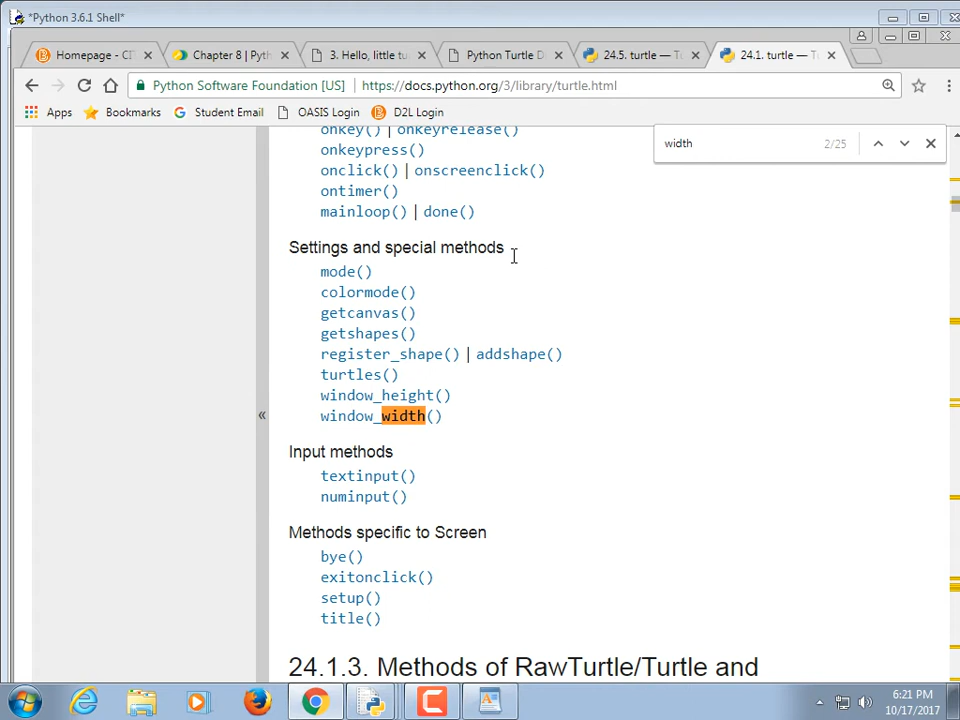 *Python 3.6.1 Shell*
Homepage - CI
Chapter 8 | Pyth
3. Hello, little tu
Python Turtle D
24.5. turtle — Tu
24.1. turtle — Tu
Python Software Foundation [US] https://docs.python.org/3/library/turtle.html
Apps Bookmarks Student Email OASIS Login D2L Login
width 2/25
onkey() | onkeyrelease()
onkeypress()
onclick() | onscreenclick()
ontimer()
mainloop() | done()
Settings and special methods
mode()
colormode()
getcanvas()
getshapes()
register_shape() | addshape()
turtles()
window_height()
«
window_width()
Input methods
textinput()
numinput()
Methods specific to Screen
bye()
exitonclick()
setup()
title()
24.1.3. Methods of RawTurtle/Turtle and
6:21 PM
10/17/2017